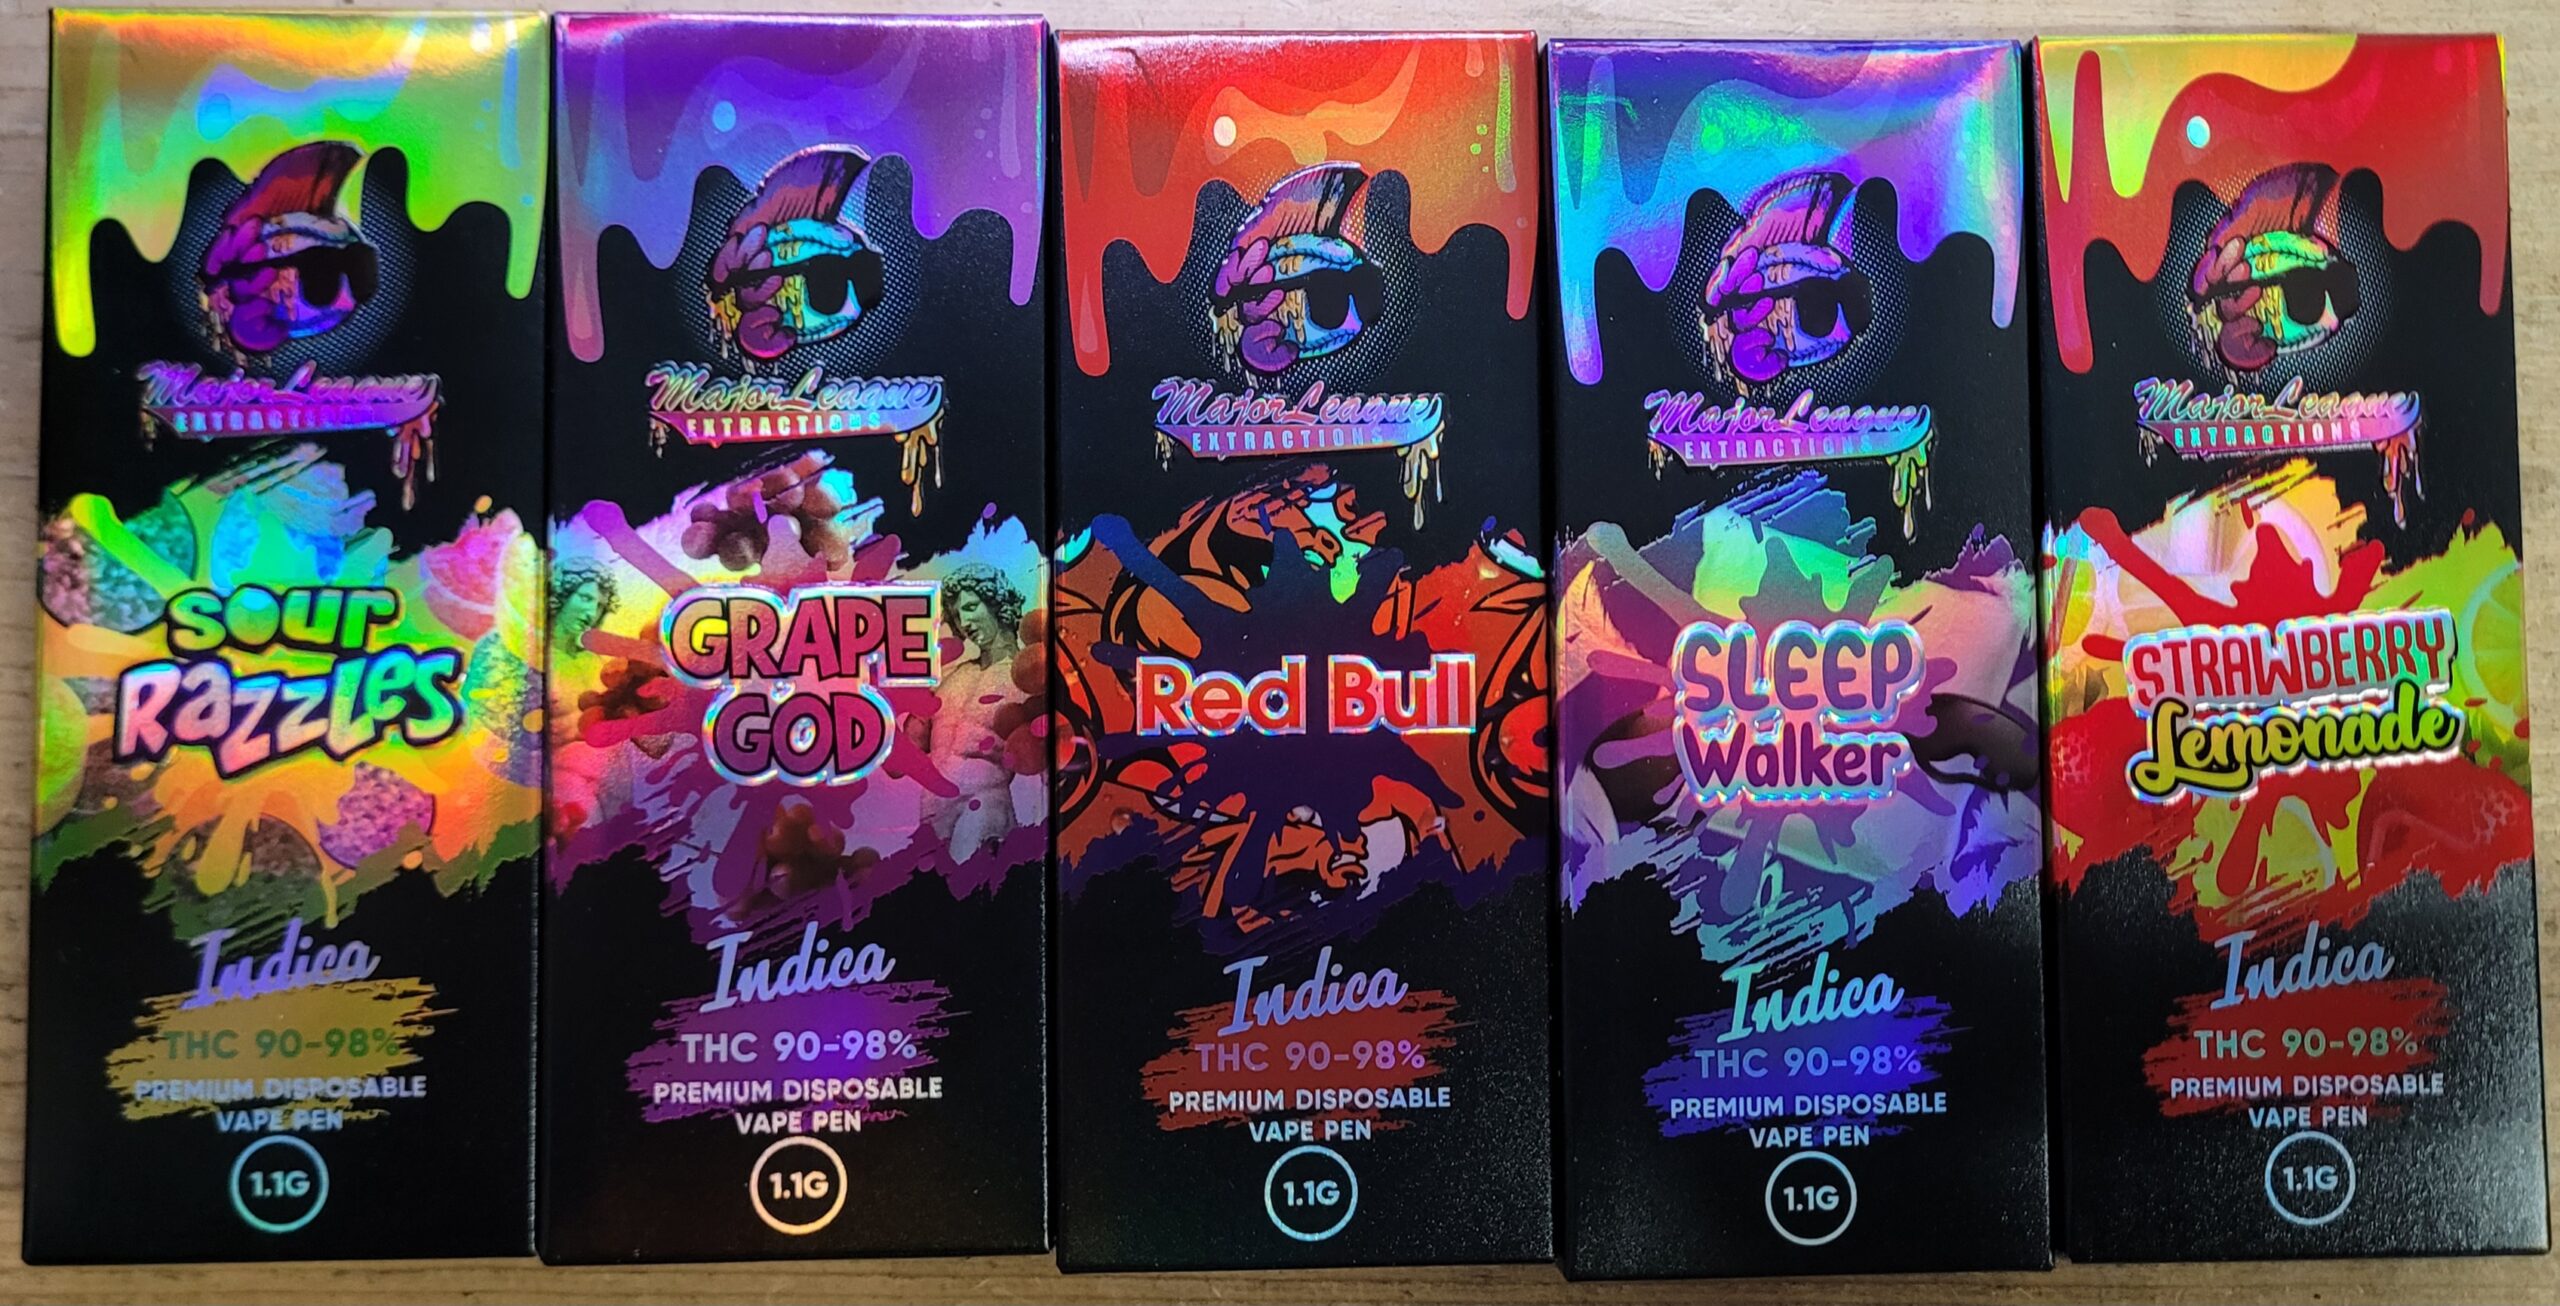 Major League
EXTRACTIONS
sour
Razzles
Indica
THC 90-98%
PREMIUM DISPOSABLE
VAPE PEN
1.1G
Major League
EXTRACTIONS
GRAPE
GOD
Indica
THC 90-98%
PREMIUM DISPOSABLE
VAPE PEN
1.1G
Major League
EXTRACTIONS
Red Bull
Indica
THC 90-98%
PREMIUM DISPOSABLE
VAPE PEN
1.1G
Major League
EXTRACTIONS
SLEEP
Walker
Indica
THC 90-98%
PREMIUM DISPOSABLE
VAPE PEN
1.1G
Major League
EXTRACTIONS
STRAWBERRY
Lemonade
Indica
THC 90-98%
PREMIUM DISPOSABLE
VAPE PEN
1.1G